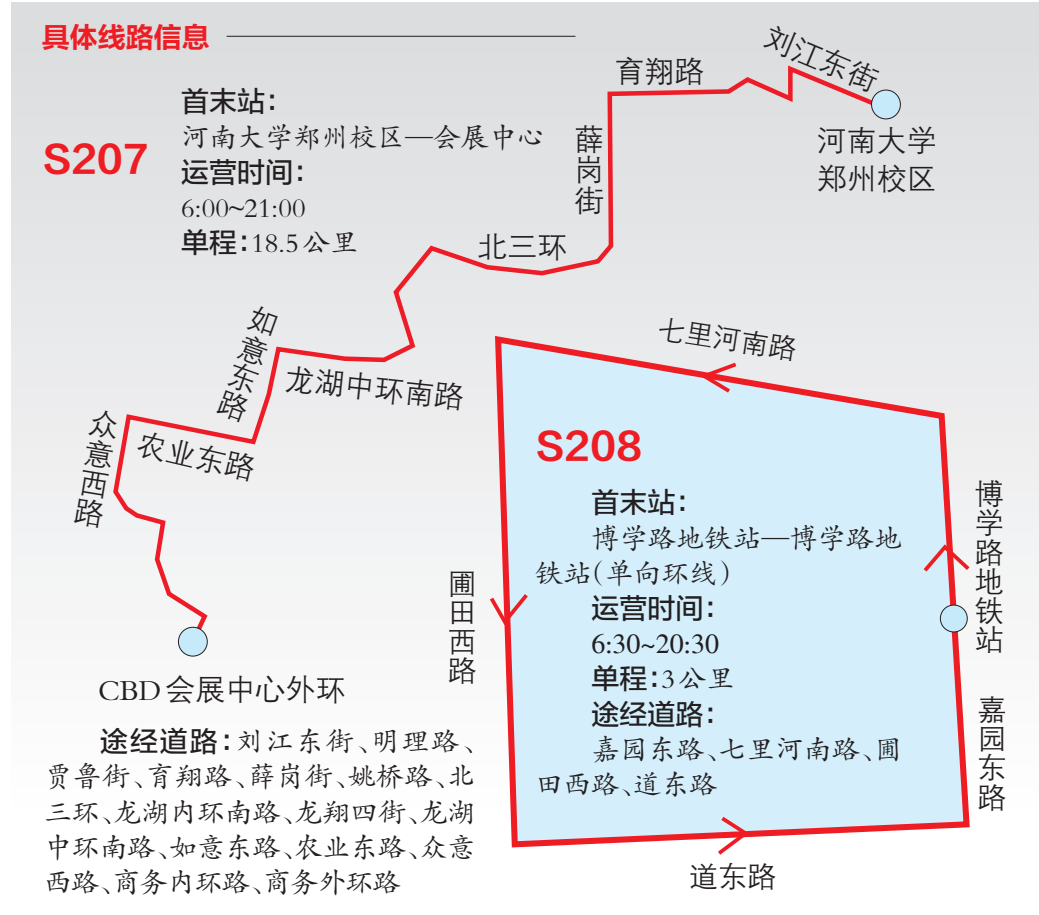 具体线路信息
S207
首末站：
河南大学郑州校区—会展中心
运营时间：
6:00~21:00
单程：18.5公里
刘江东街
育翔路
河南大学
郑州校区
薛岗街
北三环
如意东路
龙湖中环南路
众意西路
农业东路
CBD会展中心外环
途经道路：刘江东街、明理路、
贾鲁街、育翔路、薛岗街、姚桥路、北
三环、龙湖内环南路、龙翔四街、龙湖
中环南路、如意东路、农业东路、众意
西路、商务内环路、商务外环路
七里河南路
S208
首末站：
博学路地铁站—博学路地
铁站（单向环线）
运营时间：
6:30~20:30
单程：3公里
途经道路：
嘉园东路、七里河南路、圃
田西路、道东路
圃田西路
博学路地铁站
嘉园东路
道东路